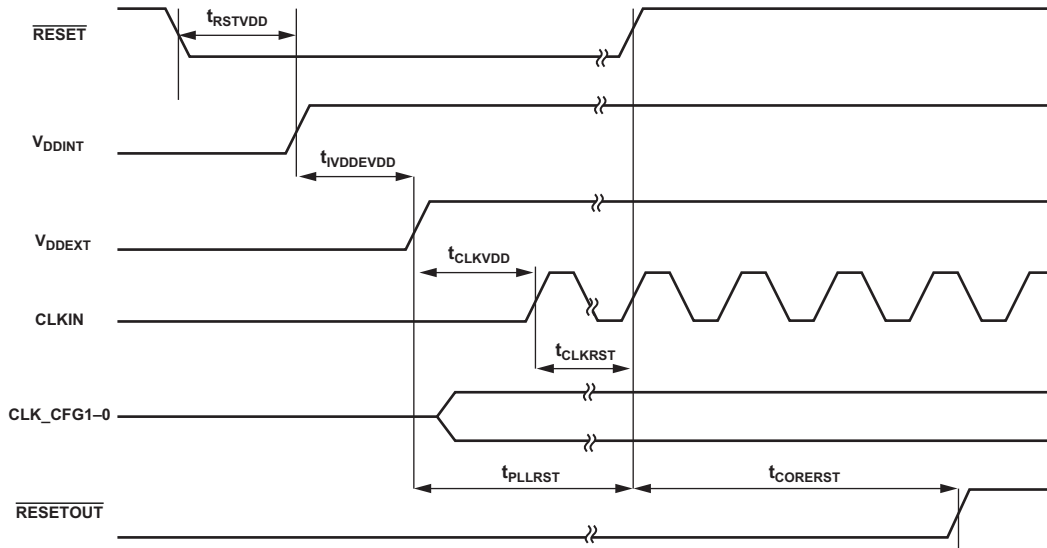 tRSTVDD
RESET
VDDINT
tIVDDEVDD
VDDEXT
tCLKVDD
CLKIN
tCLKRST
CLK_CFG1–0
tPLLRST
tCORERST
RESETOUT